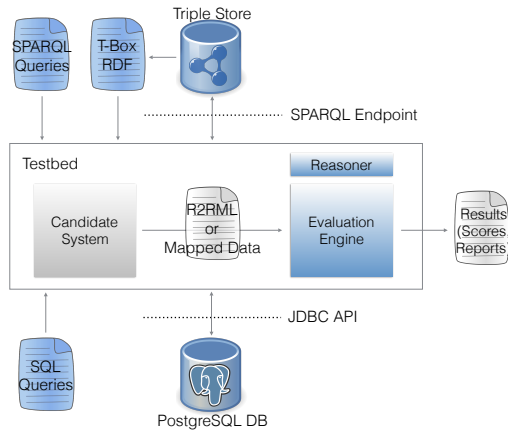 Triple Store
SPARQL
Queries
T-Box
RDF
SPARQL Endpoint
Testbed
Reasoner
Candidate
System
R2RML
or
Mapped Data
Evaluation
Engine
Results
(Scores,
Reports)
JDBC API
SQL
Queries
PostgreSQL DB